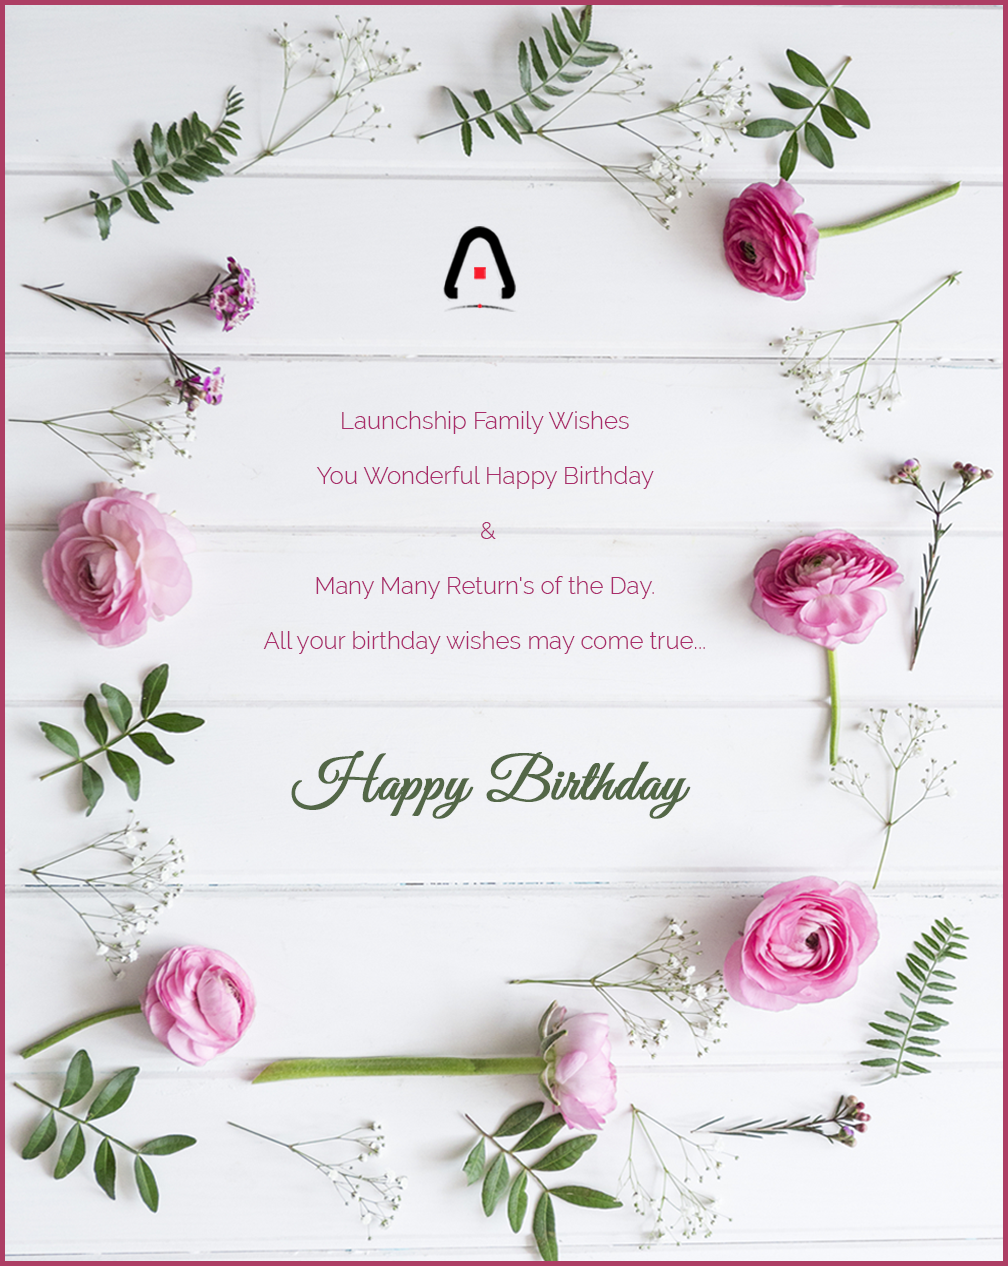 Launchship Family Wishes
You Wonderful Happy Birthday
&
Many Many Return's of the Day.
All your birthday wishes may come true...
Happy Birthday